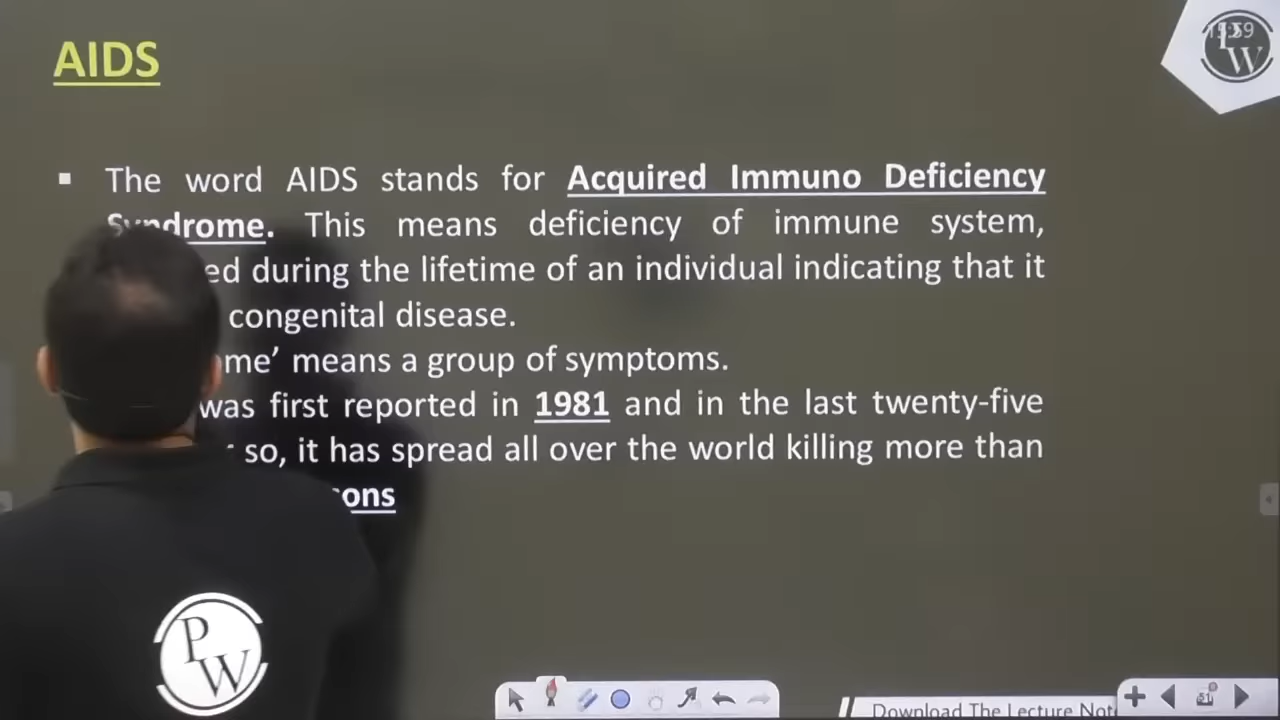 AIDS
▪ The word AIDS stands for Acquired Immuno Deficiency
Syndrome. This means deficiency of immune system,
ed during the lifetime of an individual indicating that it
congenital disease.
me’ means a group of symptoms.
was first reported in 1981 and in the last twenty-five
so, it has spread all over the world killing more than
ons
PW
PW
51
Download The Lecture Not